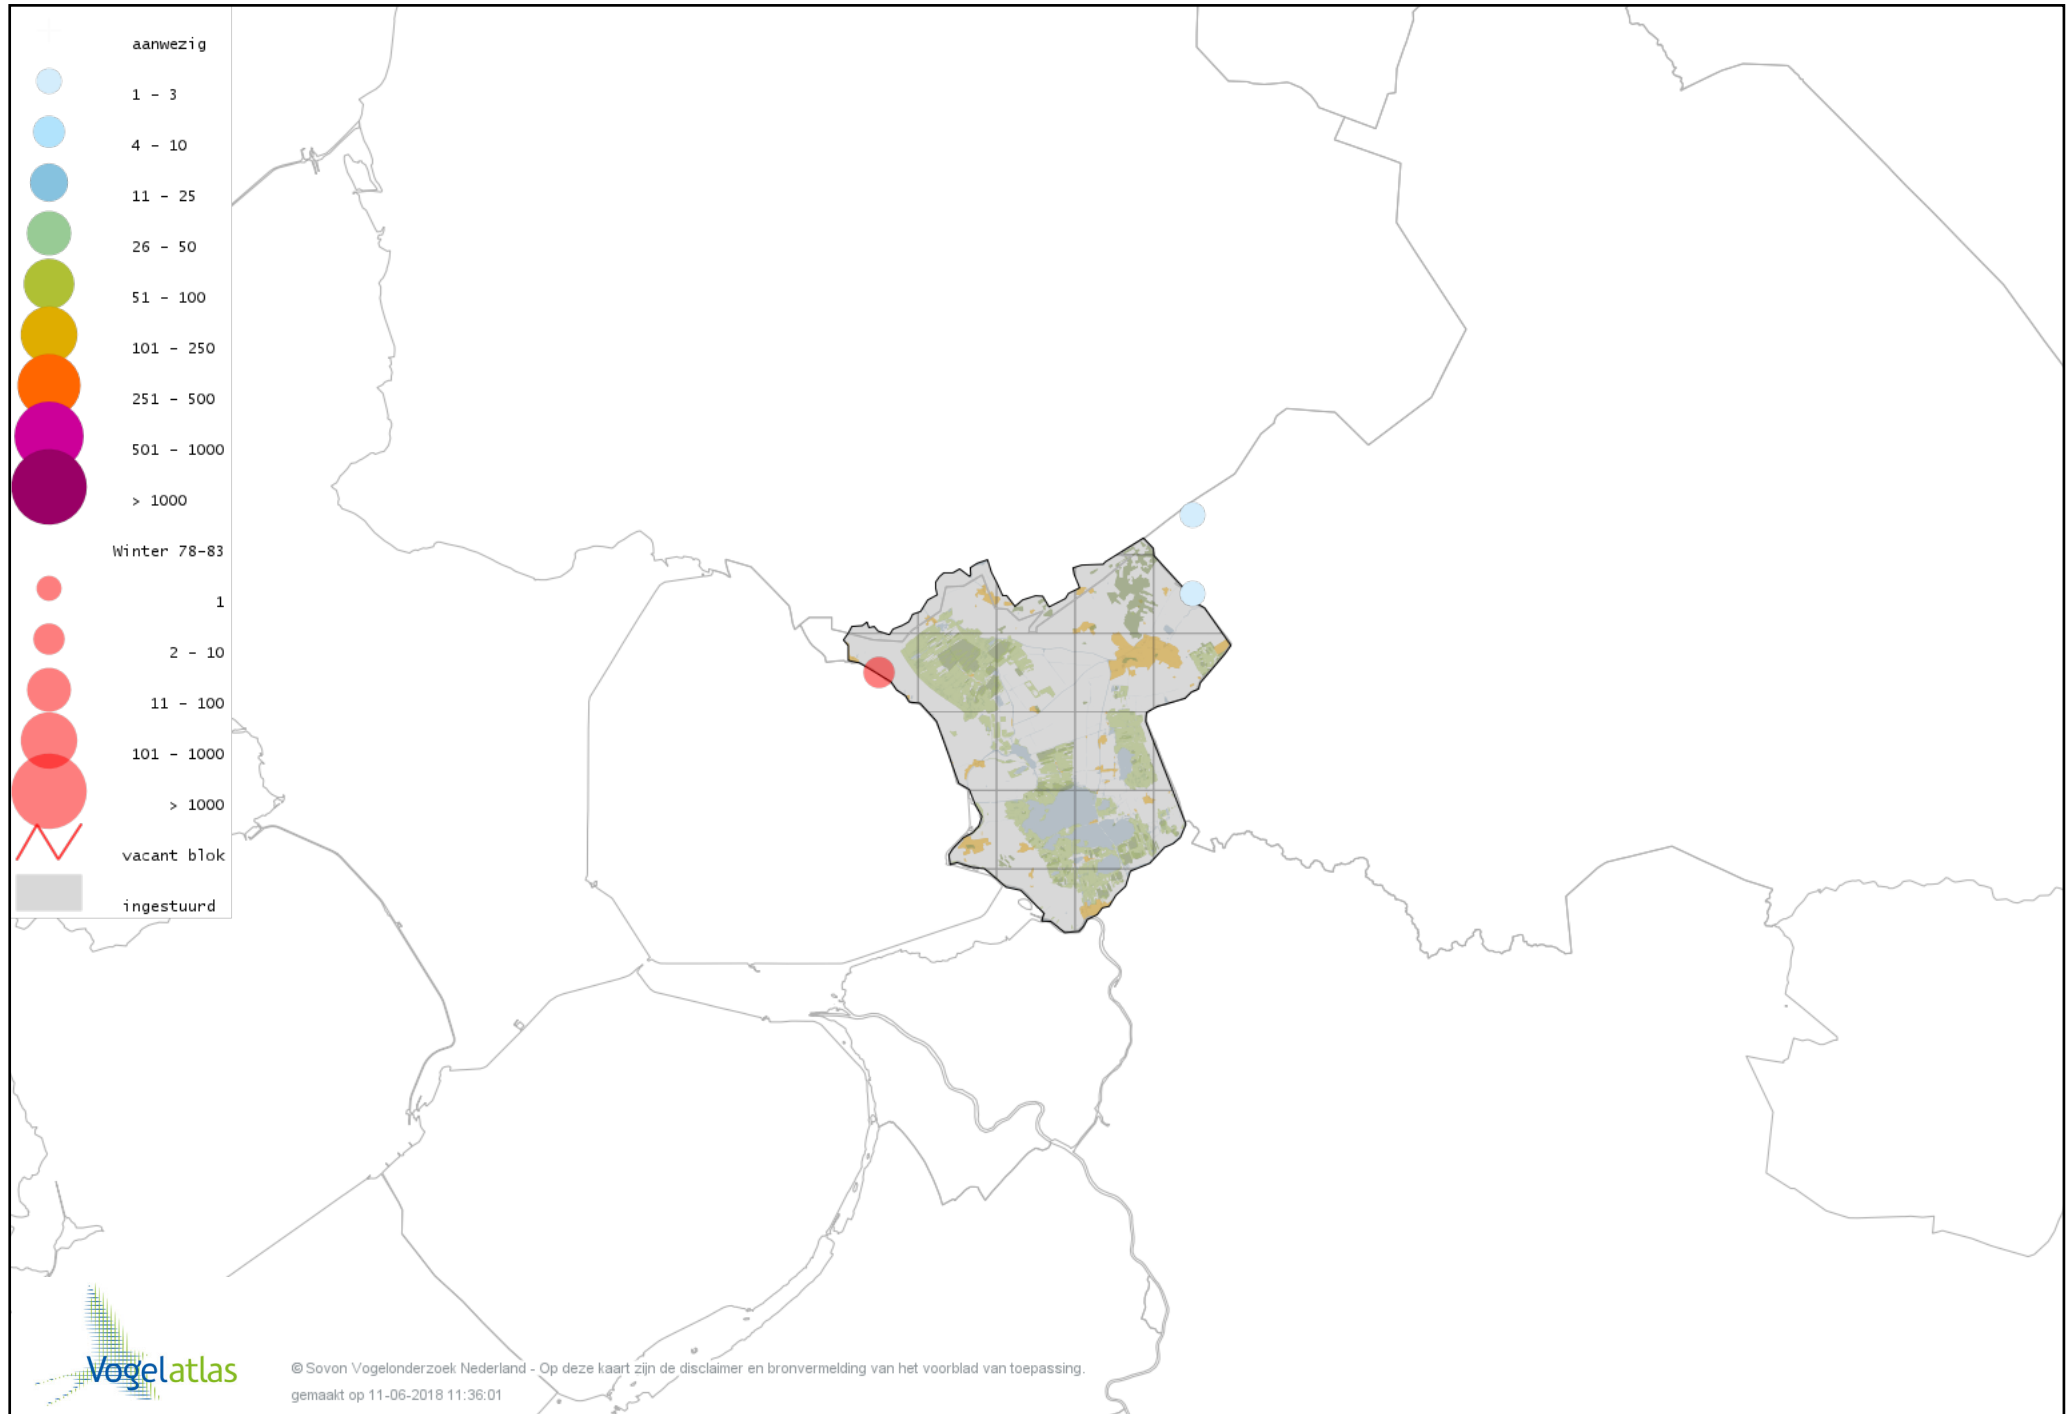 aanwezig
1 - 3
4 - 10
11 - 25
26 - 50
51 - 100
101 - 250
251 - 500
501 - 1000
> 1000
Winter 78-83
1
2 - 10
11 - 100
101 - 1000
> 1000
vacant blok
ingestuurd
Vogelatlas
© Sovon Vogelonderzoek Nederland - Op deze kaart zijn de disclaimer en bronvermelding van het voorblad van toepassing.
gemaakt op 11-06-2018 11:36:01